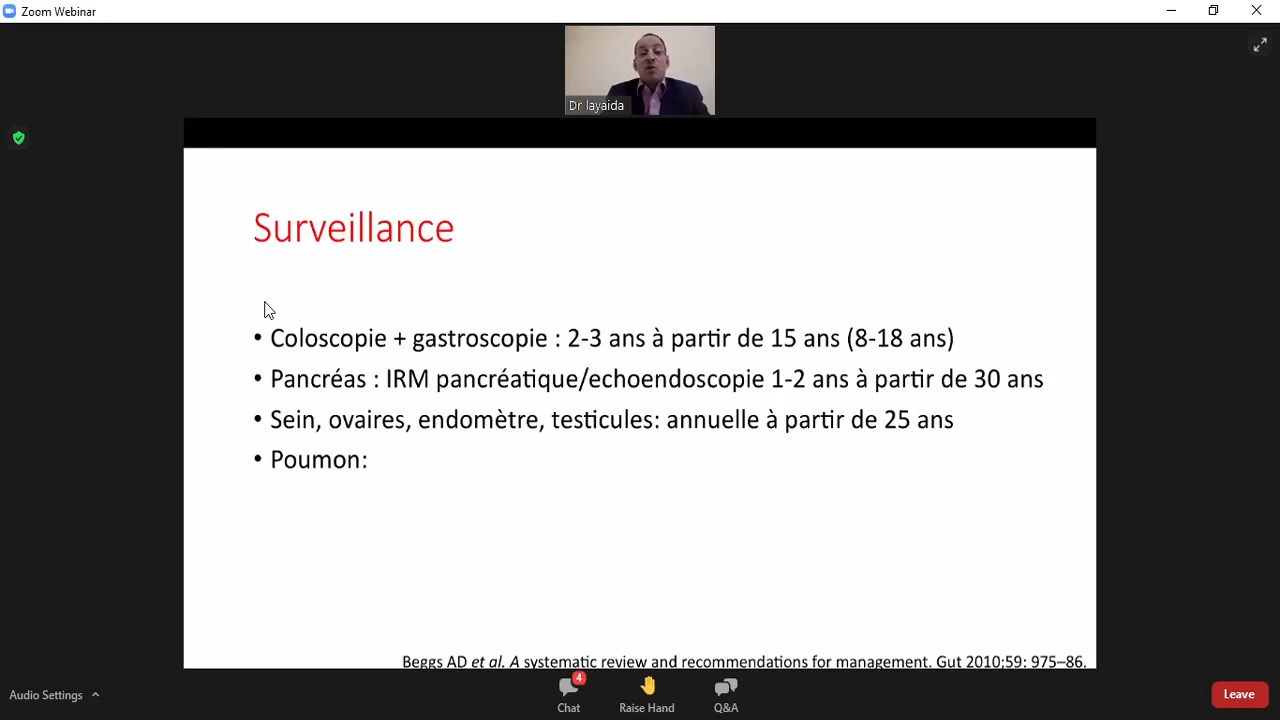 Zoom Webinar
Dr layaida
Surveillance
• Coloscopie + gastroscopie : 2-3 ans à partir de 15 ans (8-18 ans)
• Pancréas : IRM pancréatique/echoendoscopie 1-2 ans à partir de 30 ans
• Sein, ovaires, endomètre, testicules: annuelle à partir de 25 ans
• Poumon:
Beggs AD et al. A systematic review and recommendations for management. Gut 2010;59: 975–86.
Audio Settings
4
Chat
Raise Hand
Q&A
Leave